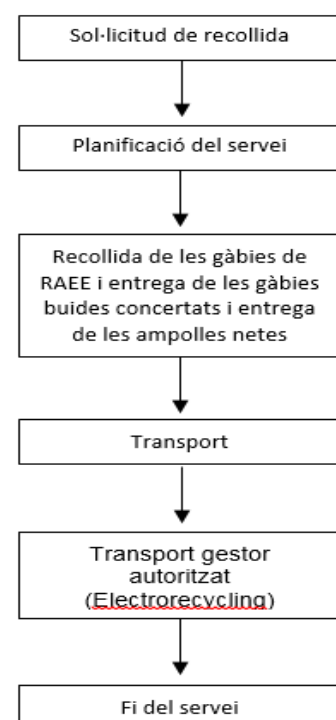 Sol·licitud de recollida
Planificació del servei
Recollida de les gàbies de
RAEE i entrega de les gàbies
buides concertats i entrega
de les ampolles netes
Transport
Transport gestor
autoritzat
(Electrorecycling)
Fi del servei